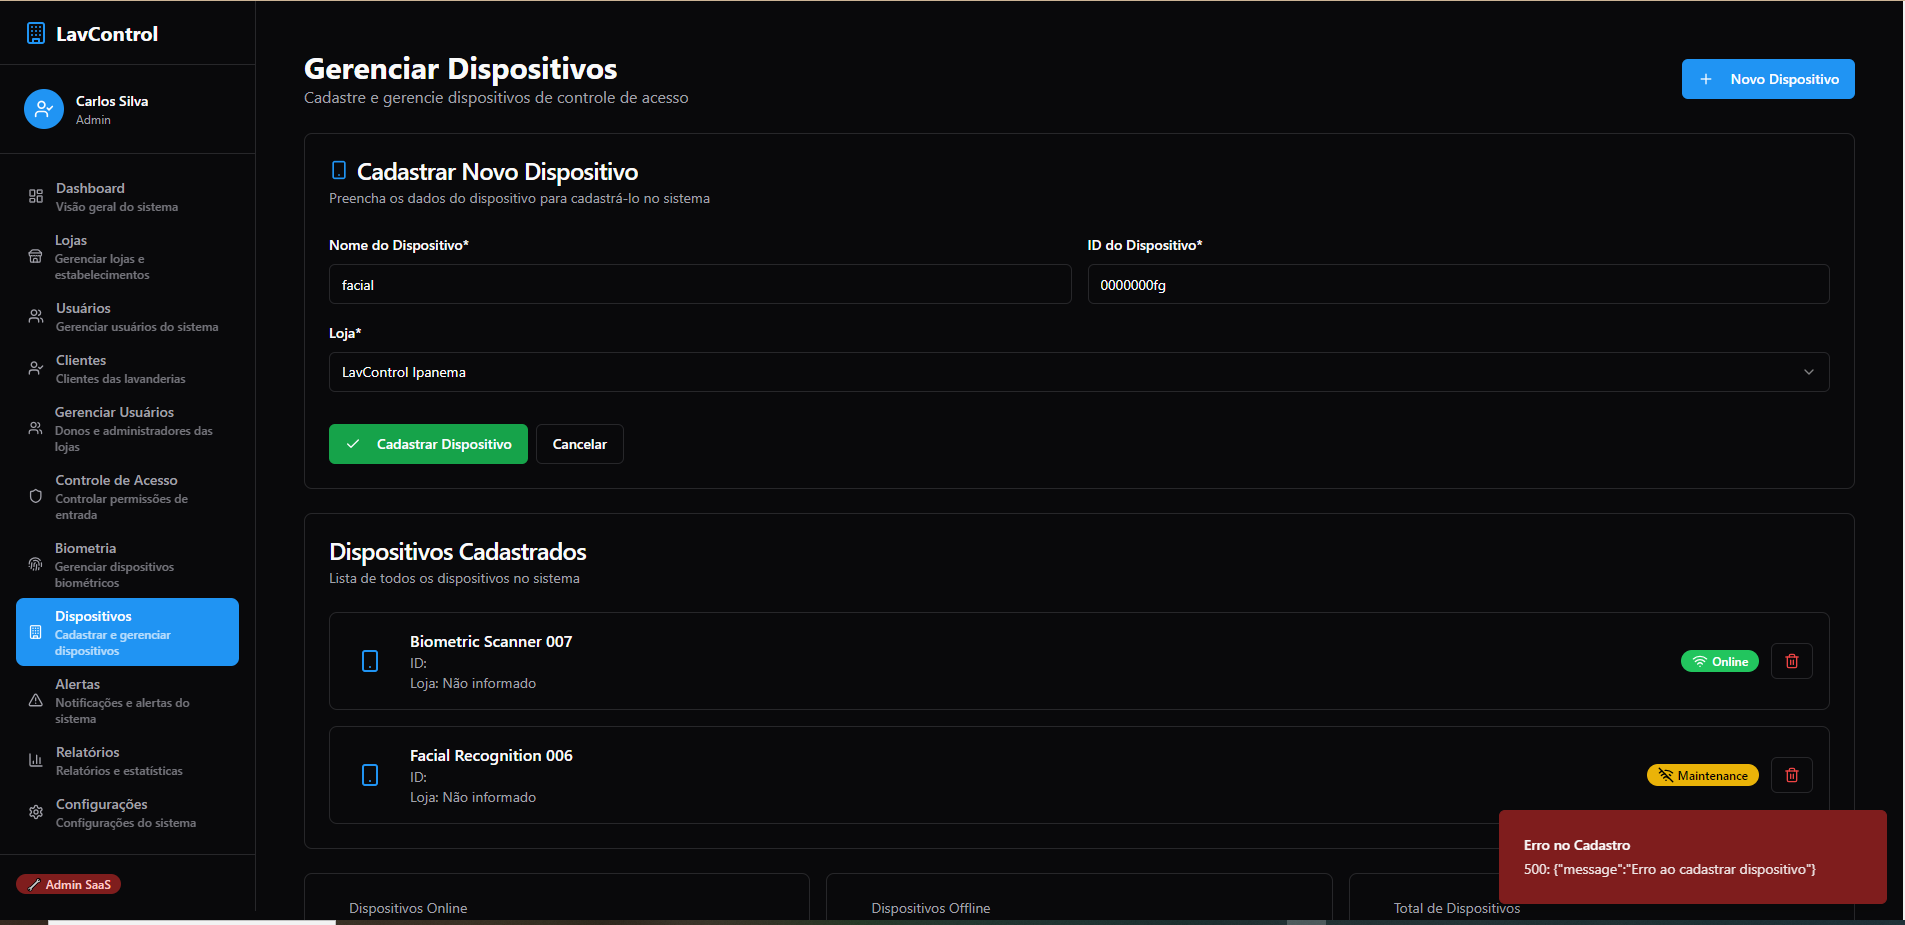 LavControl
Carlos Silva
Admin
Dashboard
Visão geral do sistema
Lojas
Gerenciar lojas e
estabelecimentos
Usuários
Gerenciar usuários do sistema
Clientes
Clientes das lavanderias
Gerenciar Usuários
Donos e administradores das
lojas
Controle de Acesso
Controlar permissões de
entrada
Biometria
Gerenciar dispositivos
biométricos
Dispositivos
Cadastrar e gerenciar
dispositivos
Alertas
Notificações e alertas do
sistema
Relatórios
Relatórios e estatísticas
Configurações
Configurações do sistema
Admin SaaS
Gerenciar Dispositivos
Cadastre e gerencie dispositivos de controle de acesso
Novo Dispositivo
Cadastrar Novo Dispositivo
Preencha os dados do dispositivo para cadastrá-lo no sistema
Nome do Dispositivo*
facial
ID do Dispositivo*
0000000fg
Loja*
LavControl Ipanema
Cadastrar Dispositivo
Cancelar
Dispositivos Cadastrados
Lista de todos os dispositivos no sistema
Biometric Scanner 007
ID:
Loja: Não informado
Online
Facial Recognition 006
ID:
Loja: Não informado
Maintenance
Erro no Cadastro
500: {"message":"Erro ao cadastrar dispositivo"}
Dispositivos Online
Dispositivos Offline
Total de Dispositivos